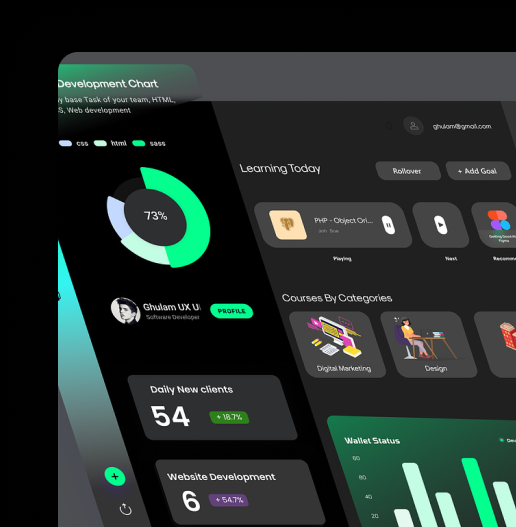 Development Chart
y base Task of your team, HTML,
S, Web development
css html sass
73%
Ghulam UX U
Software Developer
PROFILE
Daily New clients
54
+ 18.7%
Website Development
6
+ 54.7%
ghulam@gmail.com
Learning Today
Rollover
+ Add Goal
PHP - Object Ori...
Playing
Next
Recomm
Courses By Categories
Digital Marketing
Design
Wallet Status
Dev
80
40
20